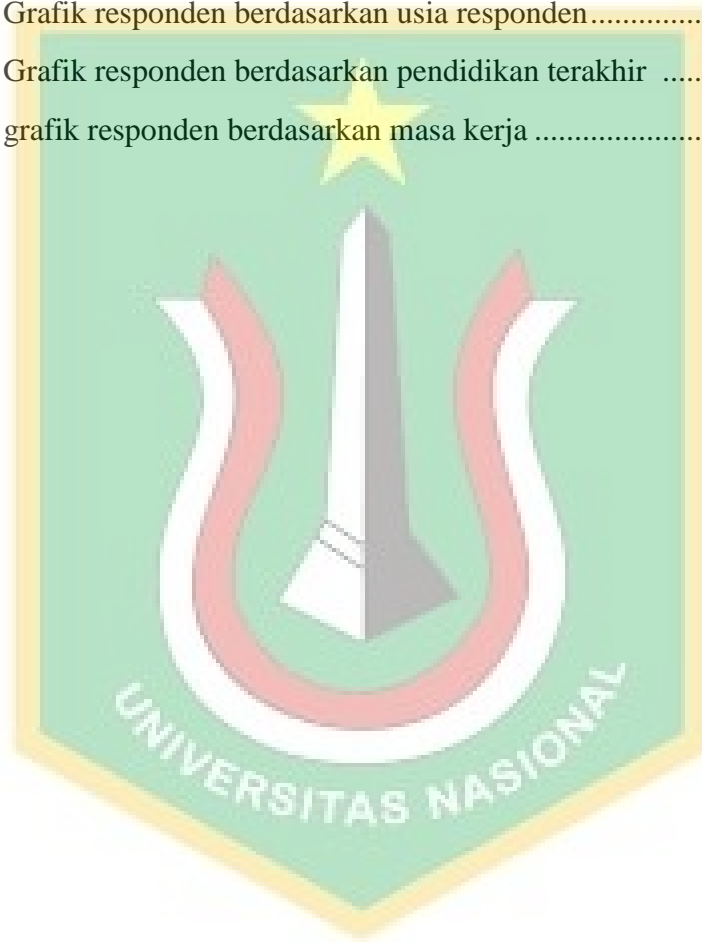 Grafik responden berdasarkan usia responden..............
Grafik responden berdasarkan pendidikan terakhir .....
grafik responden berdasarkan masa kerja .....................
UNIVERSITAS NASIONAL